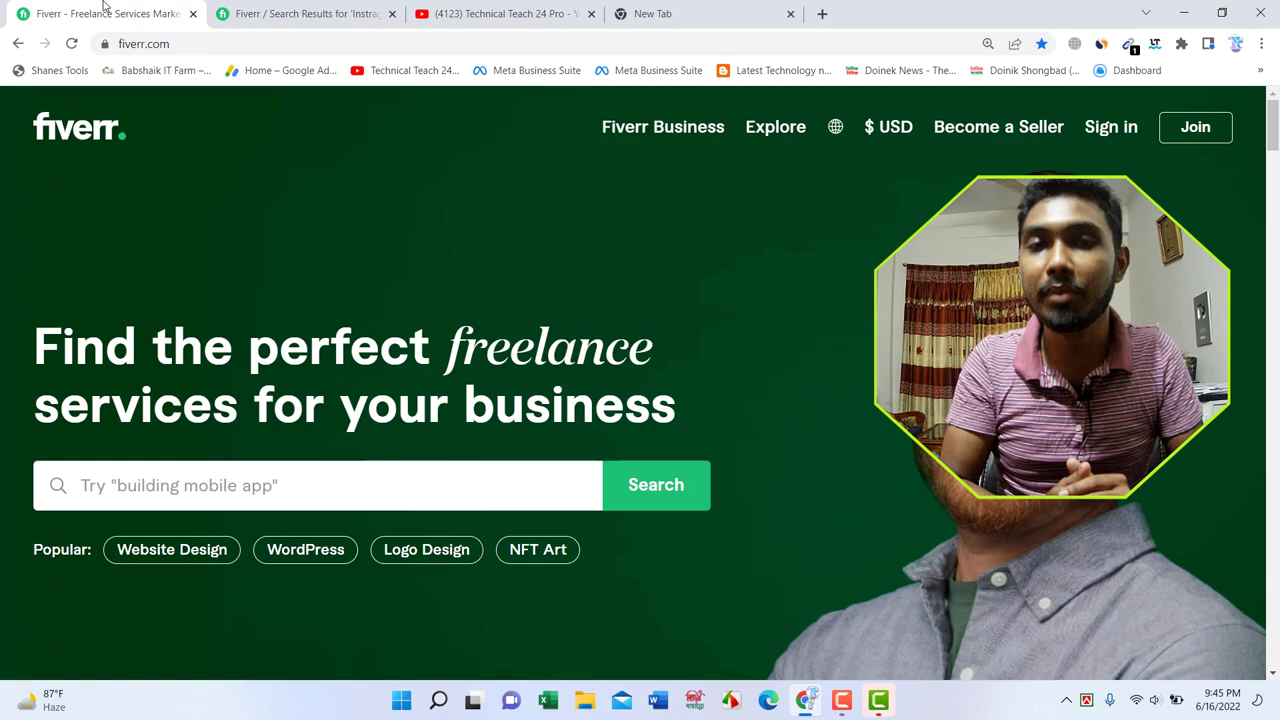 Fiverr - Freelance Services Marke
Fiverr / Search Results for 'Instrag
(4123) Technical Teach 24 Pro - Y
New Tab
fiverr.com
1
Shanes Tools
Babshaik IT Farm –...
Home – Google Ad...
Technical Teach 24...
Meta Business Suite
Meta Business Suite
Latest Technology n...
Doinek News - The...
Doinik Shongbad (...
Dashboard
fiverr.
Fiverr Business
Explore
$ USD
Become a Seller
Sign in
Join
Find the perfect freelance
services for your business
Try "building mobile app"
Search
Popular:
Website Design
WordPress
Logo Design
NFT Art
87°F
Haze
9:45 PM
6/16/2022